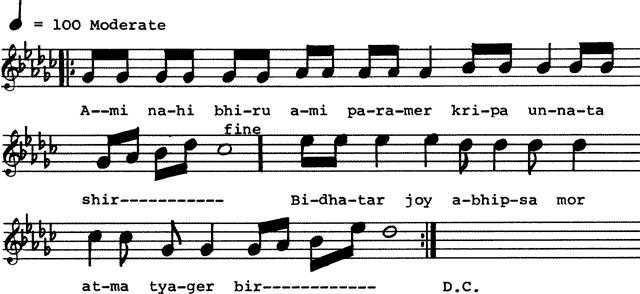 = 100 Moderate
A--mi na-hi bhi-ru a-mi pa-ra-mer kri-pa un-na-ta
fine
shir----------- Bi-dha-tar joy a-bhip-sa mor
at-ma tya-ger bir------------ D.C.